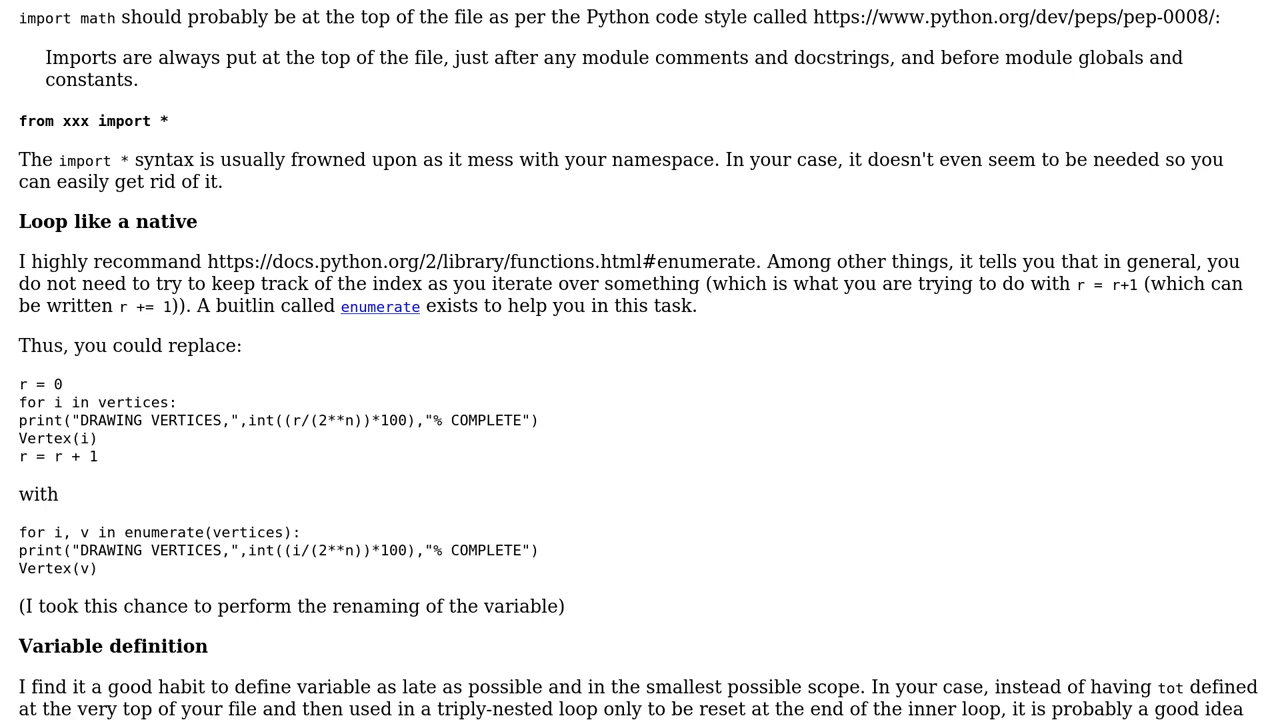 import math should probably be at the top of the file as per the Python code style called https://www.python.org/dev/peps/pep-0008/:
Imports are always put at the top of the file, just after any module comments and docstrings, and before module globals and
constants.
from xxx import *
The import * syntax is usually frowned upon as it mess with your namespace. In your case, it doesn't even seem to be needed so you
can easily get rid of it.
Loop like a native
I highly recommand https://docs.python.org/2/library/functions.html#enumerate. Among other things, it tells you that in general, you
do not need to try to keep track of the index as you iterate over something (which is what you are trying to do with r = r+1 (which can
be written r += 1)). A buitlin called enumerate exists to help you in this task.
Thus, you could replace:
r = 0
for i in vertices:
print("DRAWING VERTICES,",int((r/(2**n))*100),"% COMPLETE")
Vertex(i)
r = r + 1
with
for i, v in enumerate(vertices):
print("DRAWING VERTICES,",int((i/(2**n))*100),"% COMPLETE")
Vertex(v)
(I took this chance to perform the renaming of the variable)
Variable definition
I find it a good habit to define variable as late as possible and in the smallest possible scope. In your case, instead of having tot defined
at the very top of your file and then used in a triply-nested loop only to be reset at the end of the inner loop, it is probably a good idea